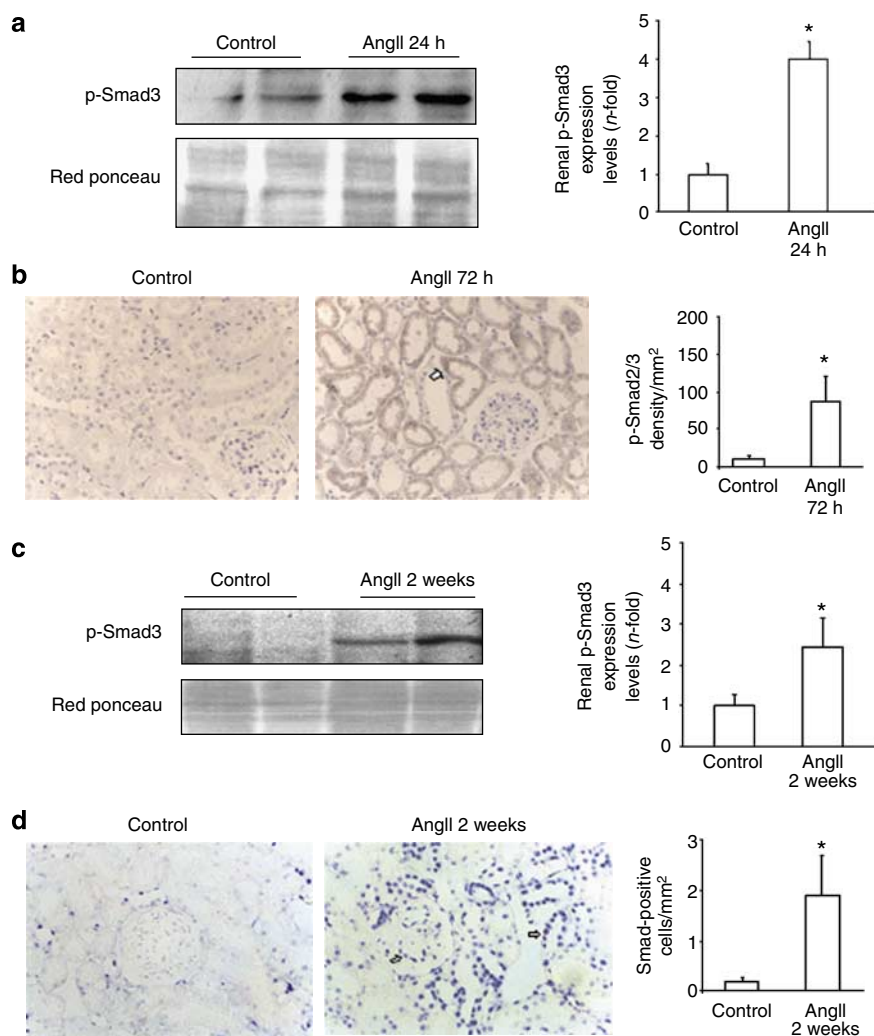 a
Control
AngII 24 h
p-Smad3
Red ponceau
Renal p-Smad3
expression
levels (n-fold)
5
4
3
2
1
0
*
Control
AngII
24 h
b
Control
AngII 72 h
p-Smad2/3
density/mm²
200
150
100
50
0
*
Control
AngII
72 h
c
Control
AngII 2 weeks
p-Smad3
Red ponceau
Renal p-Smad3
expression
levels (n-fold)
5
4
3
2
1
0
*
Control
AngII
2 weeks
d
Control
AngII 2 weeks
Smad-positive
cells/mm²
3
2
1
0
*
Control
AngII
2 weeks